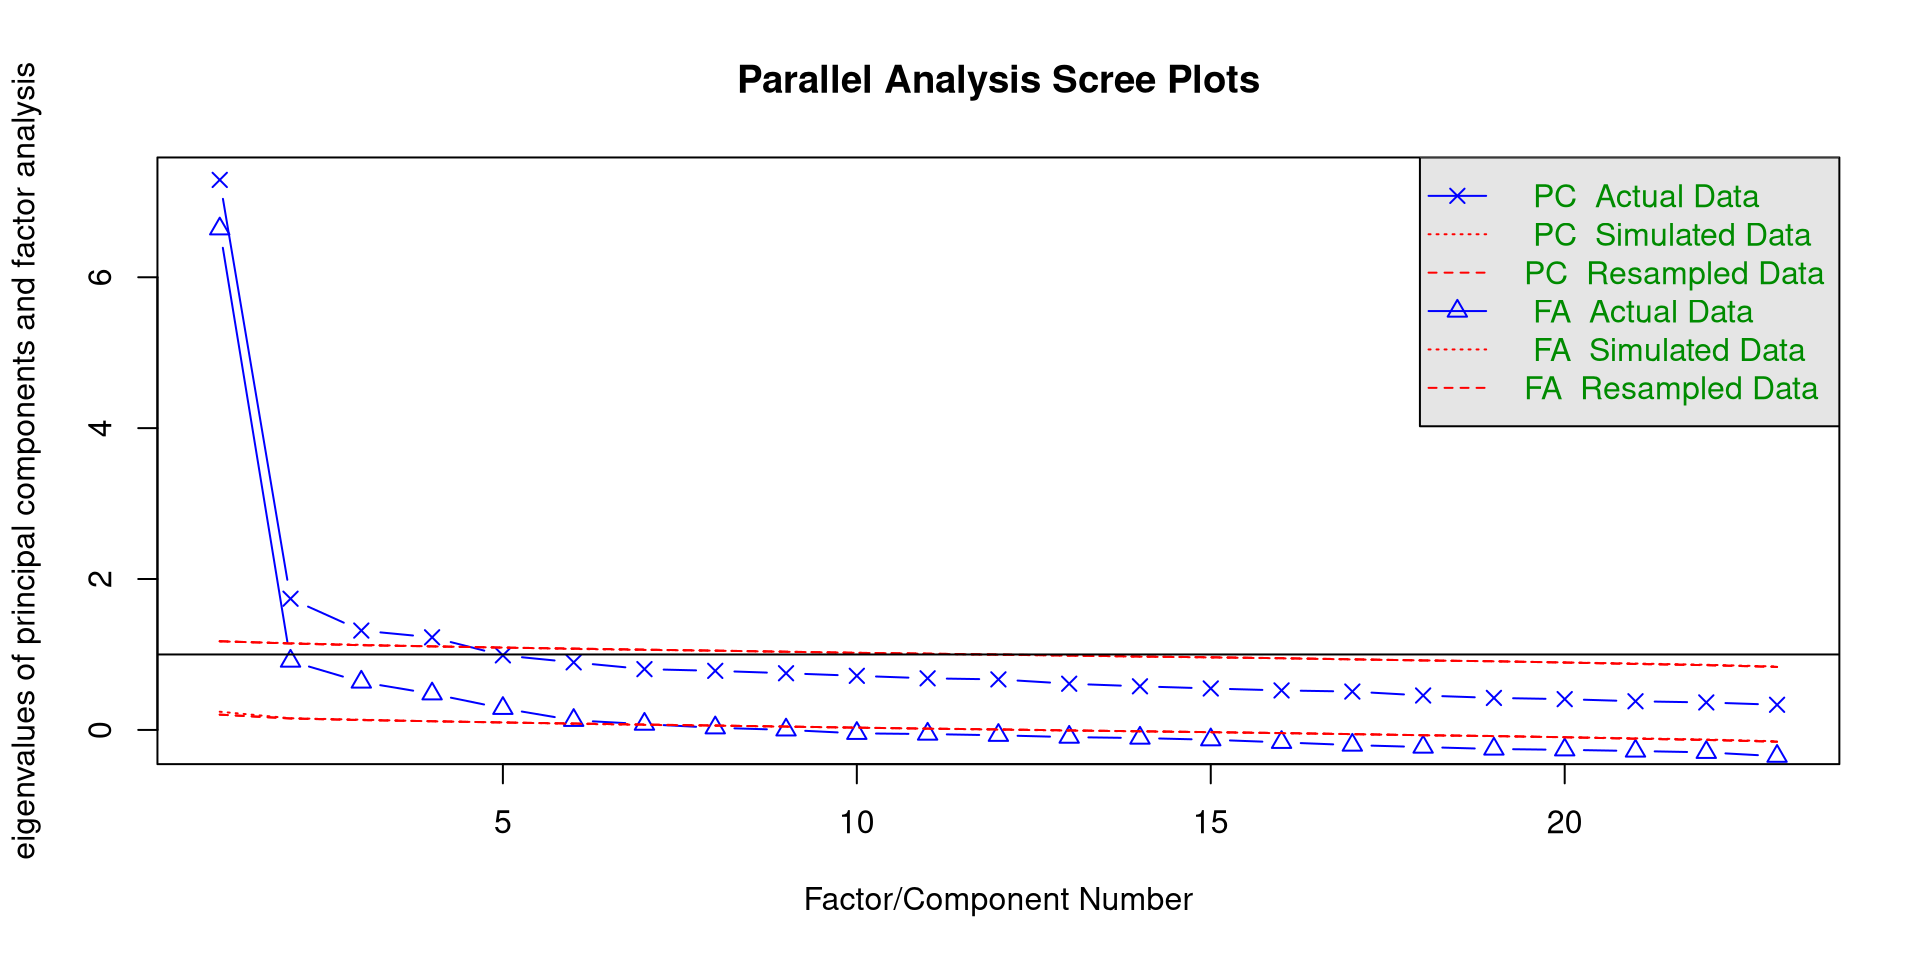 Parallel Analysis Scree Plots
eigenvalues of principal components and factor analysis
6
4
2
0
PC Actual Data
PC Simulated Data
PC Resampled Data
FA Actual Data
FA Simulated Data
FA Resampled Data
5 10 15 20
Factor/Component Number